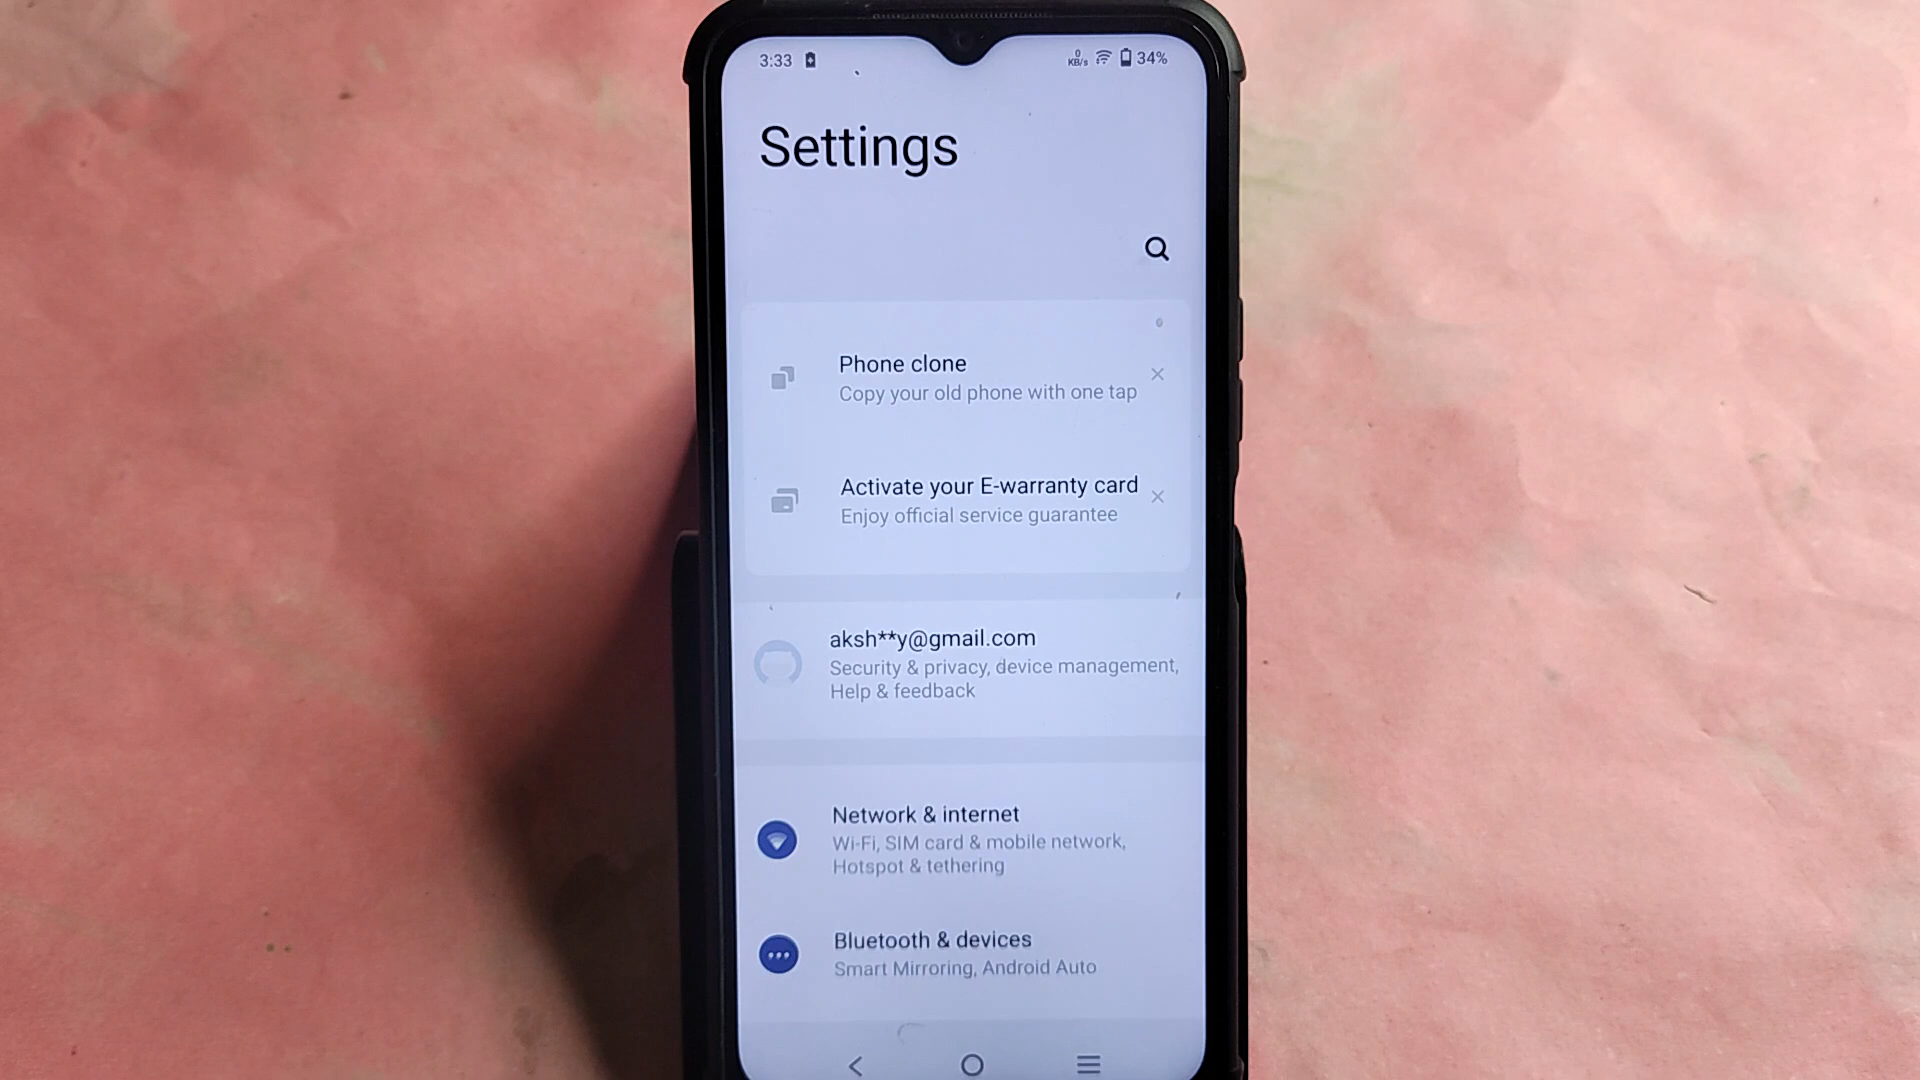 3:33
0 KB/s 34%
Settings
Phone clone
Copy your old phone with one tap
Activate your E-warranty card
Enjoy official service guarantee
aksh**y@gmail.com
Security & privacy, device management,
Help & feedback
Network & internet
Wi-Fi, SIM card & mobile network,
Hotspot & tethering
Bluetooth & devices
Smart Mirroring, Android Auto